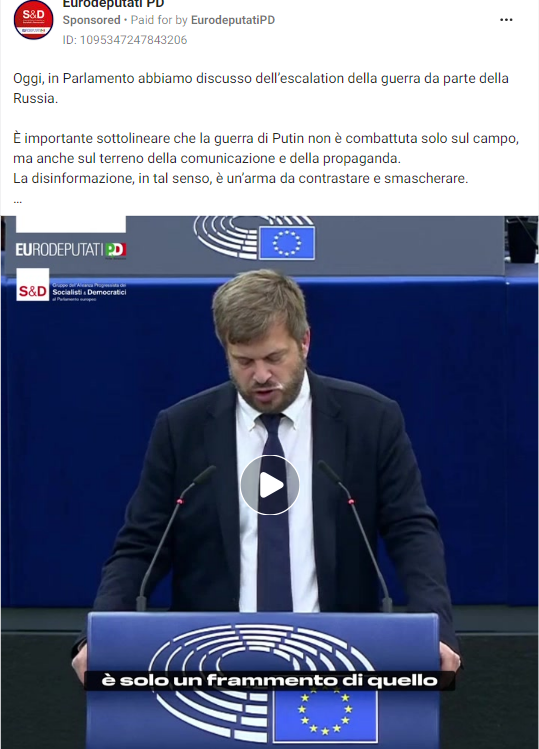 Eurodeputati PD
Sponsored • Paid for by EurodeputatiPD
ID: 1095347247843206
Oggi, in Parlamento abbiamo discusso dell'escalation della guerra da parte della
Russia.
È importante sottolineare che la guerra di Putin non è combattuta solo sul campo,
ma anche sul terreno della comunicazione e della propaganda.
La disinformazione, in tal senso, è un'arma da contrastare e smascherare.
...
EURODEPUTATI PD
S&D
Gruppo dell'Alleanza Progressista dei
Socialisti & Democratici
al Parlamento europeo
è solo un frammento di quello